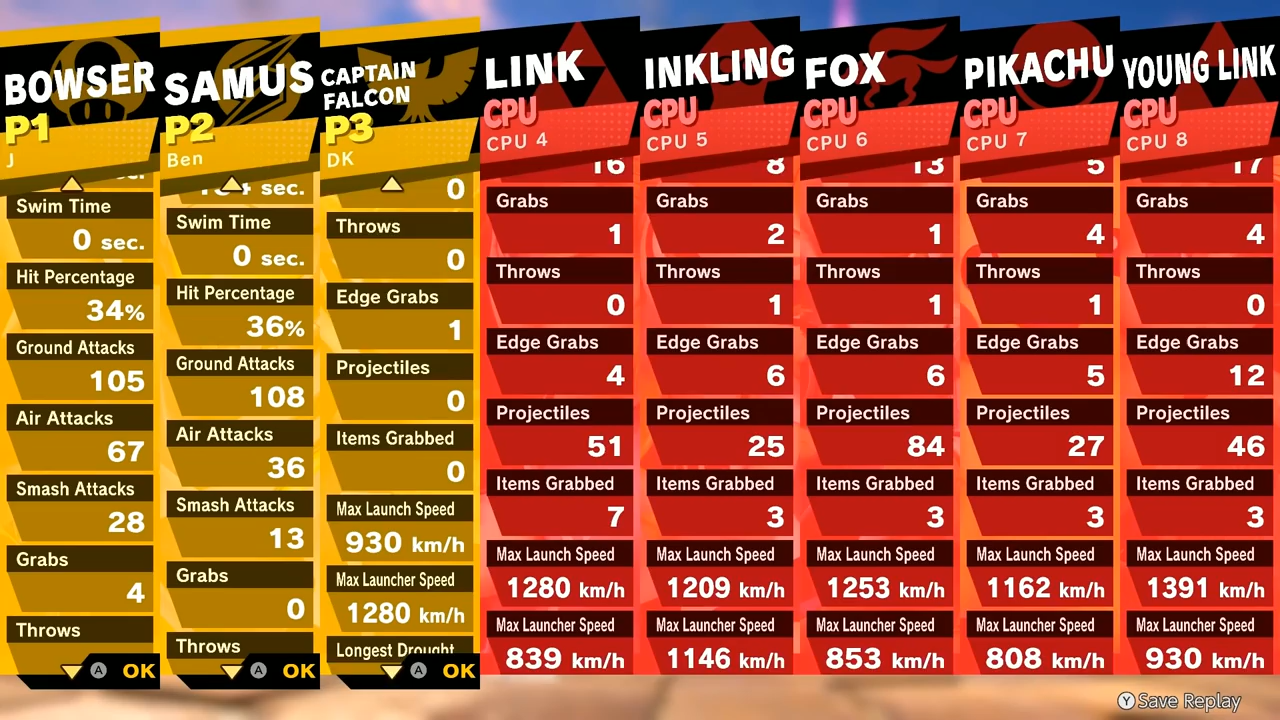 BOWSER
P1
J
Swim Time
0 sec.
Hit Percentage
34%
Ground Attacks
105
Air Attacks
67
Smash Attacks
28
Grabs
4
Throws
A OK
SAMUS
P2
Ben
sec.
Swim Time
0 sec.
Hit Percentage
36%
Ground Attacks
108
Air Attacks
36
Smash Attacks
13
Grabs
0
Throws
A OK
CAPTAIN
FALCON
P3
DK
0
Throws
0
Edge Grabs
1
Projectiles
0
Items Grabbed
0
Max Launch Speed
930 km/h
Max Launcher Speed
1280 km/h
Longest Drought
A OK
LINK
CPU
CPU 4
16
Grabs
1
Throws
0
Edge Grabs
4
Projectiles
51
Items Grabbed
7
Max Launch Speed
1280 km/h
Max Launcher Speed
839 km/h
INKLING
CPU
CPU 5
8
Grabs
2
Throws
1
Edge Grabs
6
Projectiles
25
Items Grabbed
3
Max Launch Speed
1209 km/h
Max Launcher Speed
1146 km/h
FOX
CPU
CPU 6
13
Grabs
1
Throws
1
Edge Grabs
6
Projectiles
84
Items Grabbed
3
Max Launch Speed
1253 km/h
Max Launcher Speed
853 km/h
PIKACHU
CPU
CPU 7
5
Grabs
4
Throws
1
Edge Grabs
5
Projectiles
27
Items Grabbed
3
Max Launch Speed
1162 km/h
Max Launcher Speed
808 km/h
YOUNG LINK
CPU
CPU 8
17
Grabs
4
Throws
0
Edge Grabs
12
Projectiles
46
Items Grabbed
3
Max Launch Speed
1391 km/h
Max Launcher Speed
930 km/h
Y Save Replay